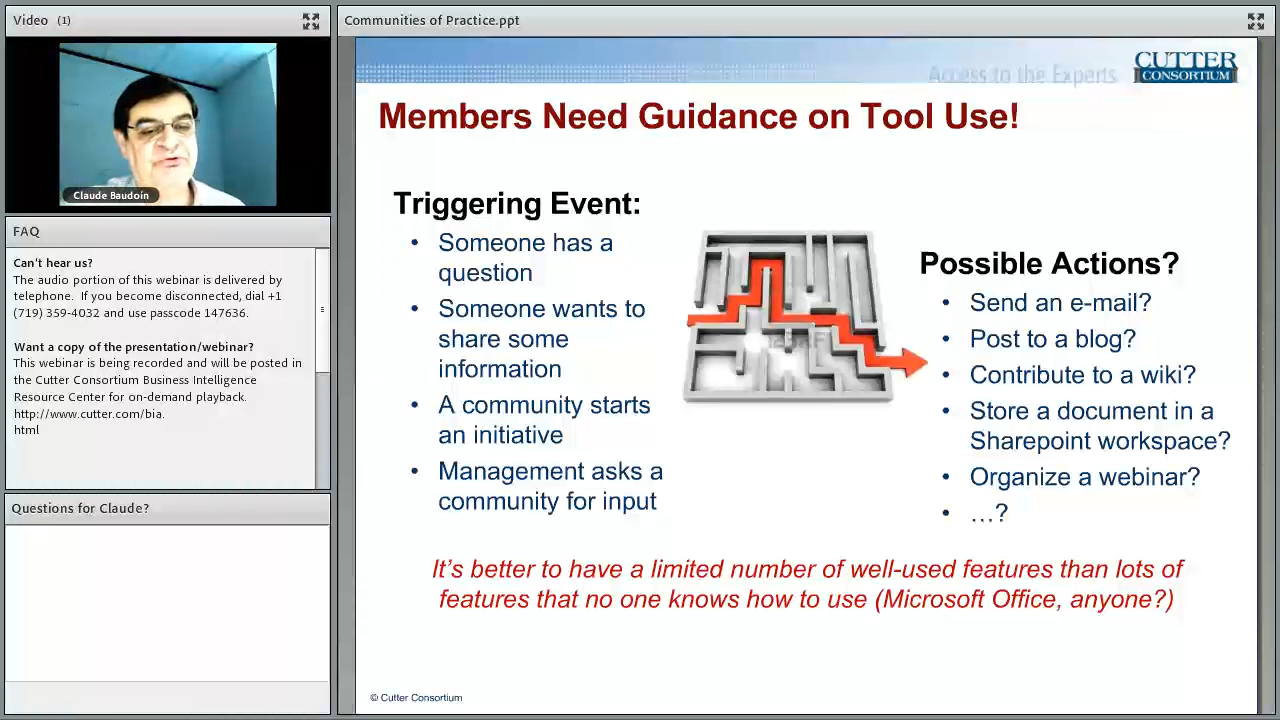 Video (1)
Claude Baudoin
FAQ
Can't hear us?
The audio portion of this webinar is delivered by
telephone. If you become disconnected, dial +1
(719) 359-4032 and use passcode 147636.
Want a copy of the presentation/webinar?
This webinar is being recorded and will be posted in
the Cutter Consortium Business Intelligence
Resource Center for on-demand playback.
http://www.cutter.com/bia.
html
Questions for Claude?
Communities of Practice.ppt
Access to the Experts
CUTTER
CONSORTIUM
Members Need Guidance on Tool Use!
Triggering Event:
• Someone has a
question
• Someone wants to
share some
information
• A community starts
an initiative
• Management asks a
community for input
Possible Actions?
• Send an e-mail?
• Post to a blog?
• Contribute to a wiki?
• Store a document in a
Sharepoint workspace?
• Organize a webinar?
• …?
It's better to have a limited number of well-used features than lots of
features that no one knows how to use (Microsoft Office, anyone?)
© Cutter Consortium